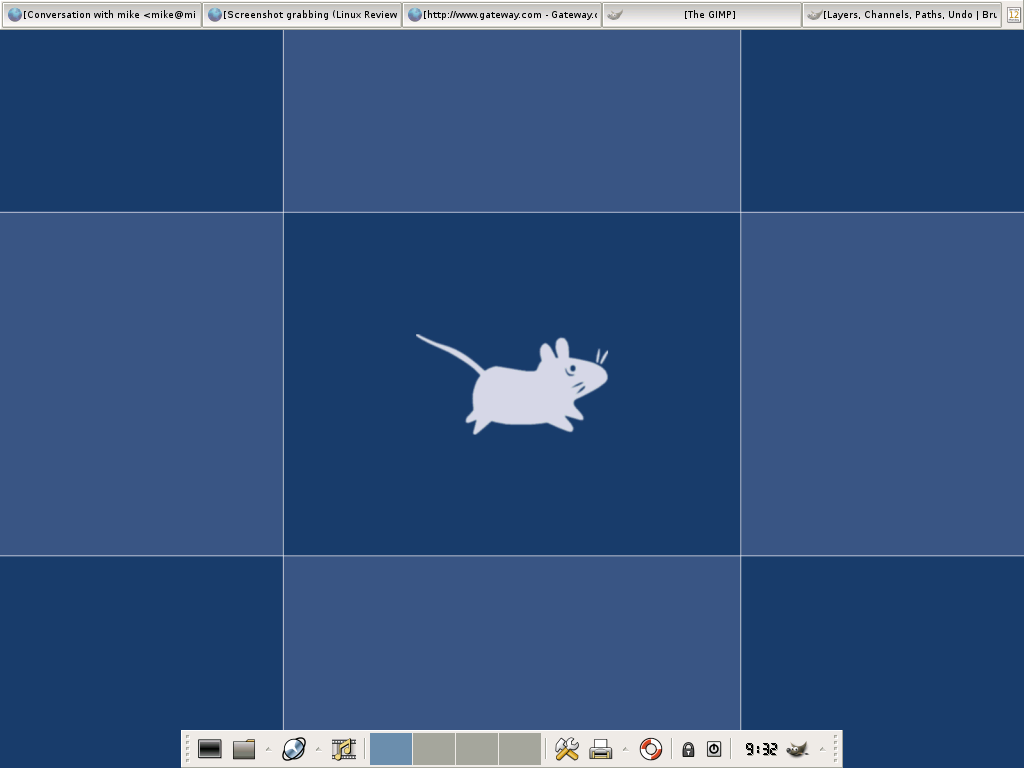 [Conversation with mike <mike@mi
[Screenshot grabbing (Linux Review
[http://www.gateway.com - Gateway.c
[The GIMP]
[Layers, Channels, Paths, Undo | Bru
12
9:32